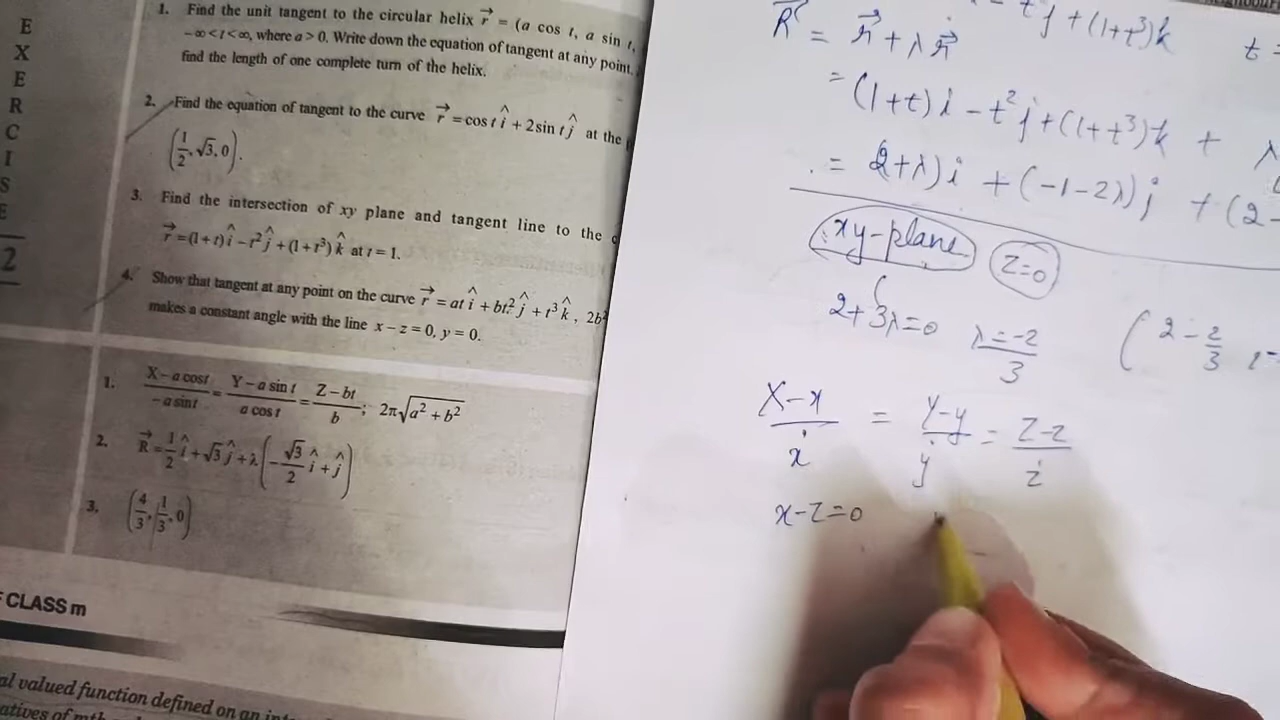 E
X
E
R
C
I
S
E
2
1. Find the unit tangent to the circular helix r⃗ = (a cos t, a sin t,
-∞ < t < ∞, where a > 0. Write down the equation of tangent at any point.
find the length of one complete turn of the helix.
2. Find the equation of tangent to the curve r⃗ = cos t î + 2 sin t ĵ at the
(1/2, √3, 0).
3. Find the intersection of xy plane and tangent line to the
r⃗ = (1+t) î - t² ĵ + (1+t³) k̂ at t = 1.
4. Show that tangent at any point on the curve r⃗ = at î + bt² ĵ + t³ k̂, 2b²
makes a constant angle with the line x - z = 0, y = 0.
1. (X - a cos t)/(-a sin t) = (Y - a sin t)/(a cos t) = (Z - bt)/b ; 2π√(a² + b²)
2. R⃗ = 1/2 î + √3 ĵ + λ(-√3/2 î + ĵ)
3. (4/3, 1/3, 0)
CLASS m
al valued function defined on an
t²j + (1+t³)k t =
R⃗ = r⃗ + λ ṙ⃗
= (1+t)i - t²j + (1+t³)k + λ
= (2+λ)i + (-1-2λ)j + (2
xy-plane z=0
2+3λ=0 λ = -2/3 (2 - 2/3
(X-x)/ẋ = (Y-y)/ẏ = (Z-z)/ż
x-z=0